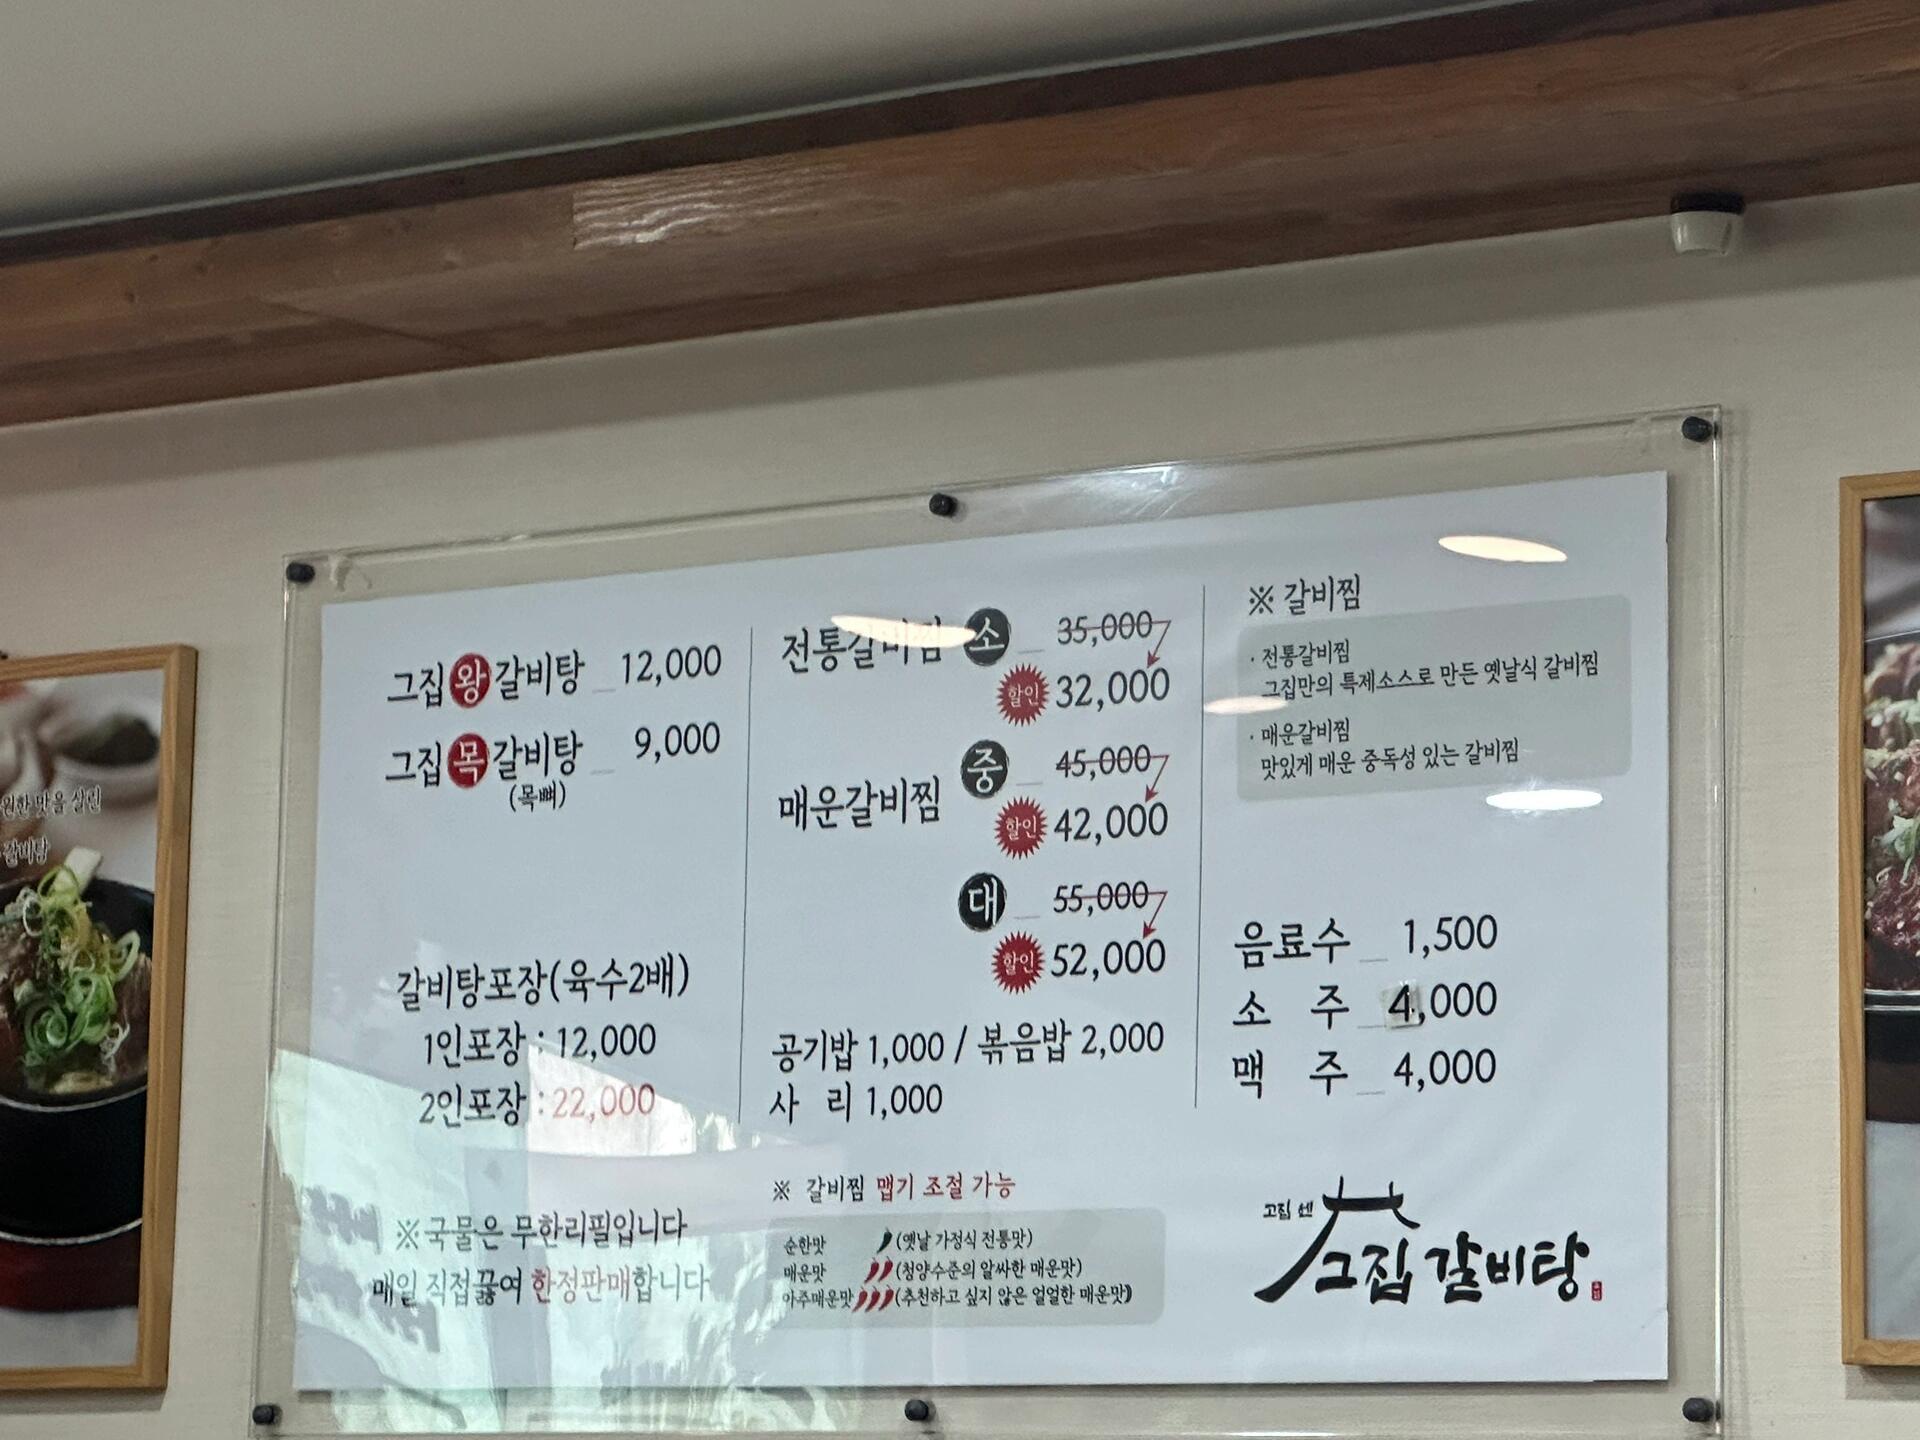 그집왕갈비탕 12,000
그집목갈비탕 9,000
(목뼈)
갈비탕포장(육수2배)
1인포장 : 12,000
2인포장 : 22,000
※국물은 무한리필입니다
매일 직접끓여 한정판매합니다
전통갈비찜 소 35,000
할인 32,000
매운갈비찜 중 45,000
할인 42,000
대 55,000
할인 52,000
공기밥 1,000 / 볶음밥 2,000
사 리 1,000
※ 갈비찜 맵기 조절 가능
순한맛 (옛날 가정식 전통맛)
매운맛 (청양수준의 알싸한 매운맛)
아주매운맛 (추천하고 싶지 않은 얼얼한 매운맛)
※ 갈비찜
· 전통갈비찜
그집만의 특제소스로 만든 옛날식 갈비찜
· 매운갈비찜
맛있게 매운 중독성 있는 갈비찜
음료수 1,500
소 주 4,000
맥 주 4,000
그집 갈비탕
맛을 살린
갈비탕